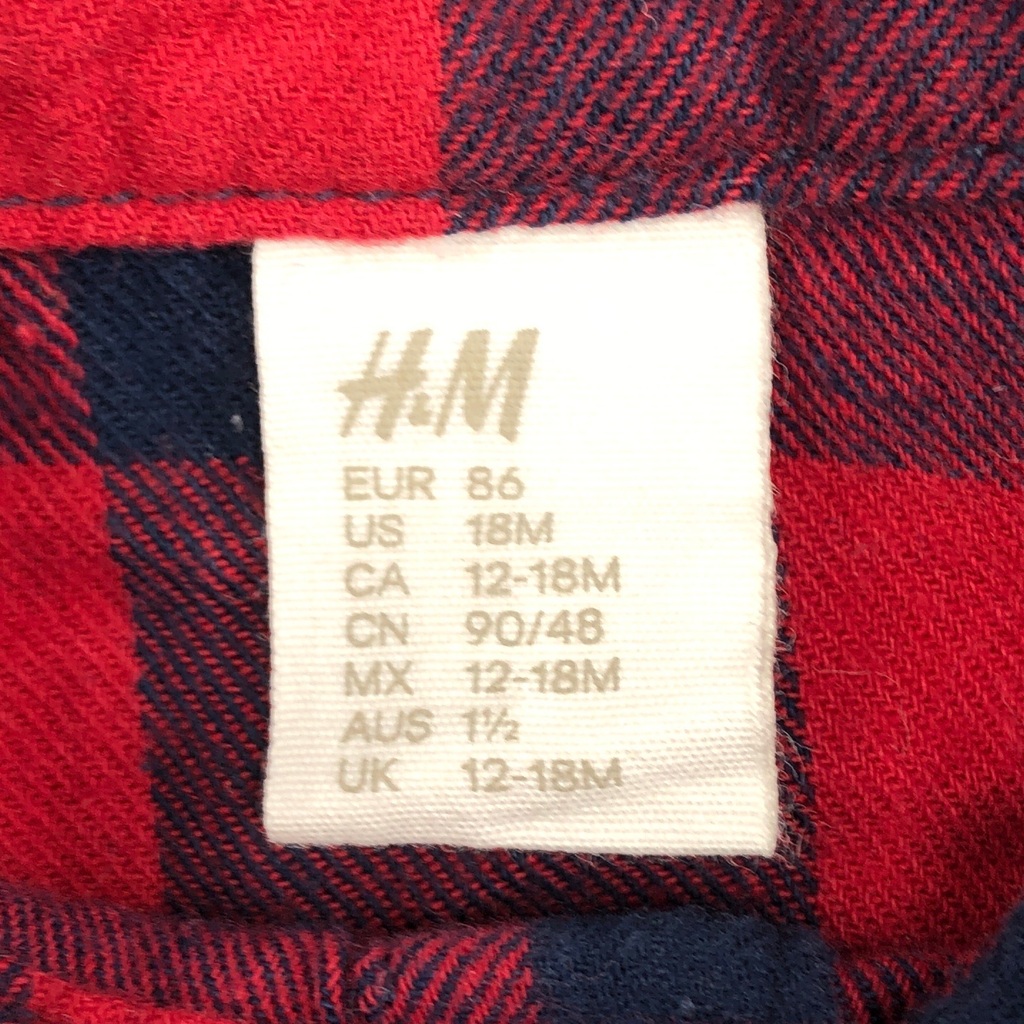 H&M
EUR 86
US 18M
CA 12-18M
CN 90/48
MX 12-18M
AUS 1½
UK 12-18M